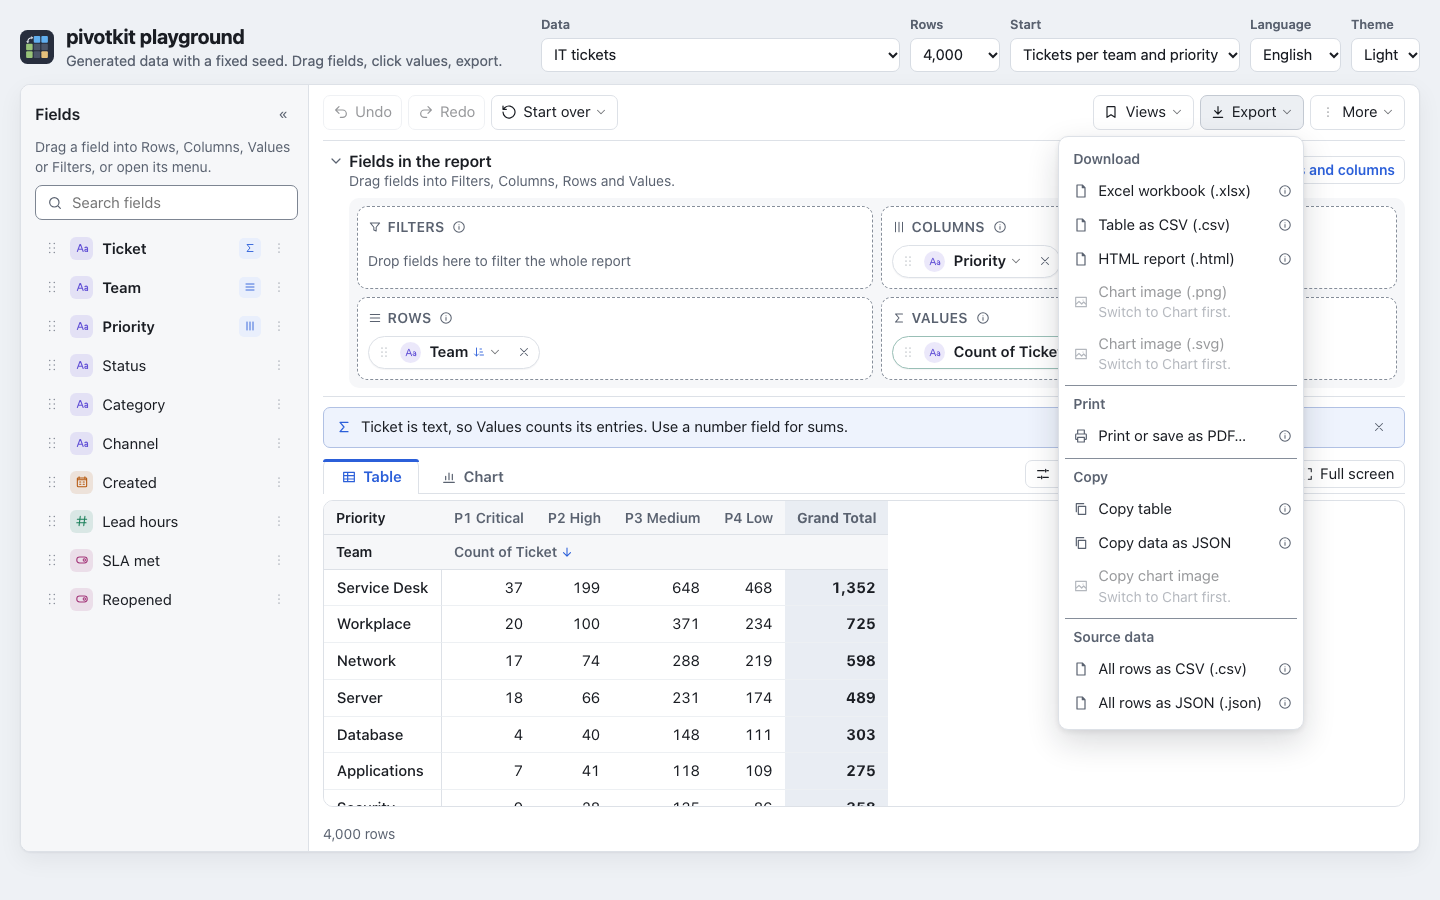 pivotkit playground
Generated data with a fixed seed. Drag fields, click values, export.
Data
IT tickets
Rows
4,000
Start
Tickets per team and priority
Language
English
Theme
Light
Fields
«
Drag a field into Rows, Columns, Values
or Filters, or open its menu.
Search fields
Aa Ticket Σ
Aa Team
Aa Priority
Aa Status
Aa Category
Aa Channel
Created
# Lead hours
SLA met
Reopened
Undo
Redo
Start over
Views
Export
More
Fields in the report
Drag fields into Filters, Columns, Rows and Values.
and columns
FILTERS
Drop fields here to filter the whole report
COLUMNS
Aa Priority
ROWS
Aa Team
Σ VALUES
Aa Count of Ticke
Σ Ticket is text, so Values counts its entries. Use a number field for sums.
Table
Chart
Full screen
Priority P1 Critical P2 High P3 Medium P4 Low Grand Total
Team Count of Ticket ↓
Service Desk 37 199 648 468 1,352
Workplace 20 100 371 234 725
Network 17 74 288 219 598
Server 18 66 231 174 489
Database 4 40 148 111 303
Applications 7 41 118 109 275
4,000 rows
Download
Excel workbook (.xlsx)
Table as CSV (.csv)
HTML report (.html)
Chart image (.png)
Switch to Chart first.
Chart image (.svg)
Switch to Chart first.
Print
Print or save as PDF...
Copy
Copy table
Copy data as JSON
Copy chart image
Switch to Chart first.
Source data
All rows as CSV (.csv)
All rows as JSON (.json)